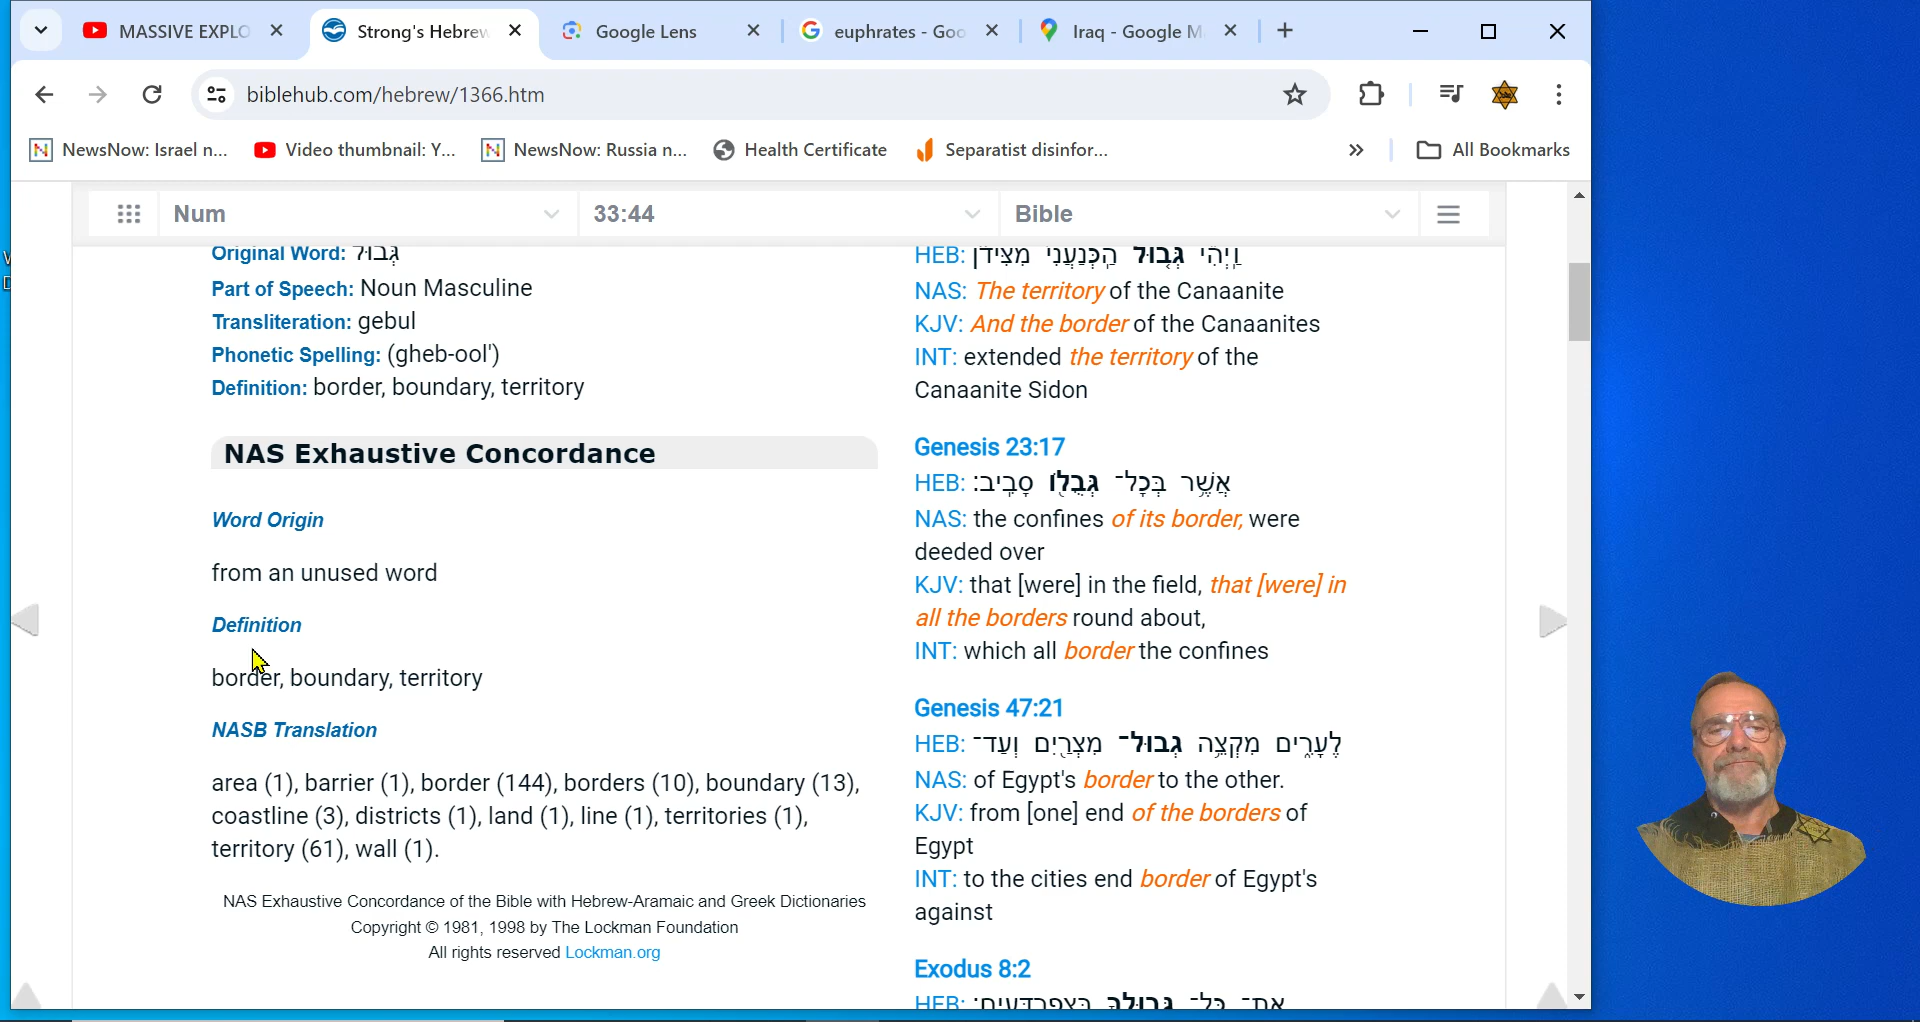 MASSIVE EXPLO
Strong's Hebrew
Google Lens
euphrates - Goo
Iraq - Google M
biblehub.com/hebrew/1366.htm
NewsNow: Israel n...
Video thumbnail: Y...
NewsNow: Russia n...
Health Certificate
Separatist disinfor...
All Bookmarks
Num
33:44
Bible
Original Word: גְּבוּל
Part of Speech: Noun Masculine
Transliteration: gebul
Phonetic Spelling: (gheb-ool')
Definition: border, boundary, territory
NAS Exhaustive Concordance
Word Origin
from an unused word
Definition
border, boundary, territory
NASB Translation
area (1), barrier (1), border (144), borders (10), boundary (13),
coastline (3), districts (1), land (1), line (1), territories (1),
territory (61), wall (1).
NAS Exhaustive Concordance of the Bible with Hebrew-Aramaic and Greek Dictionaries
Copyright © 1981, 1998 by The Lockman Foundation
All rights reserved Lockman.org
HEB: וַֽיְהִ֞י גְּב֤וּל הַֽכְּנַעֲנִי֙ מִצִּידֹ֔ן
NAS: The territory of the Canaanite
KJV: And the border of the Canaanites
INT: extended the territory of the
Canaanite Sidon
Genesis 23:17
HEB: אֲשֶׁ֥ר בְּכָל־ גְּבֻל֖וֹ סָבִֽיב׃
NAS: the confines of its border, were
deeded over
KJV: that [were] in the field, that [were] in
all the borders round about,
INT: which all border the confines
Genesis 47:21
HEB: לֶעָרִ֑ים מִקְצֵ֥ה גְבוּל־ מִצְרַ֖יִם וְעַד־
NAS: of Egypt's border to the other.
KJV: from [one] end of the borders of
Egypt
INT: to the cities end border of Egypt's
against
Exodus 8:2
HEB: אֶת־ כָּל־ גְּבוּלְךָ֖ בַּֽצְפַרְדְּעִֽים׃